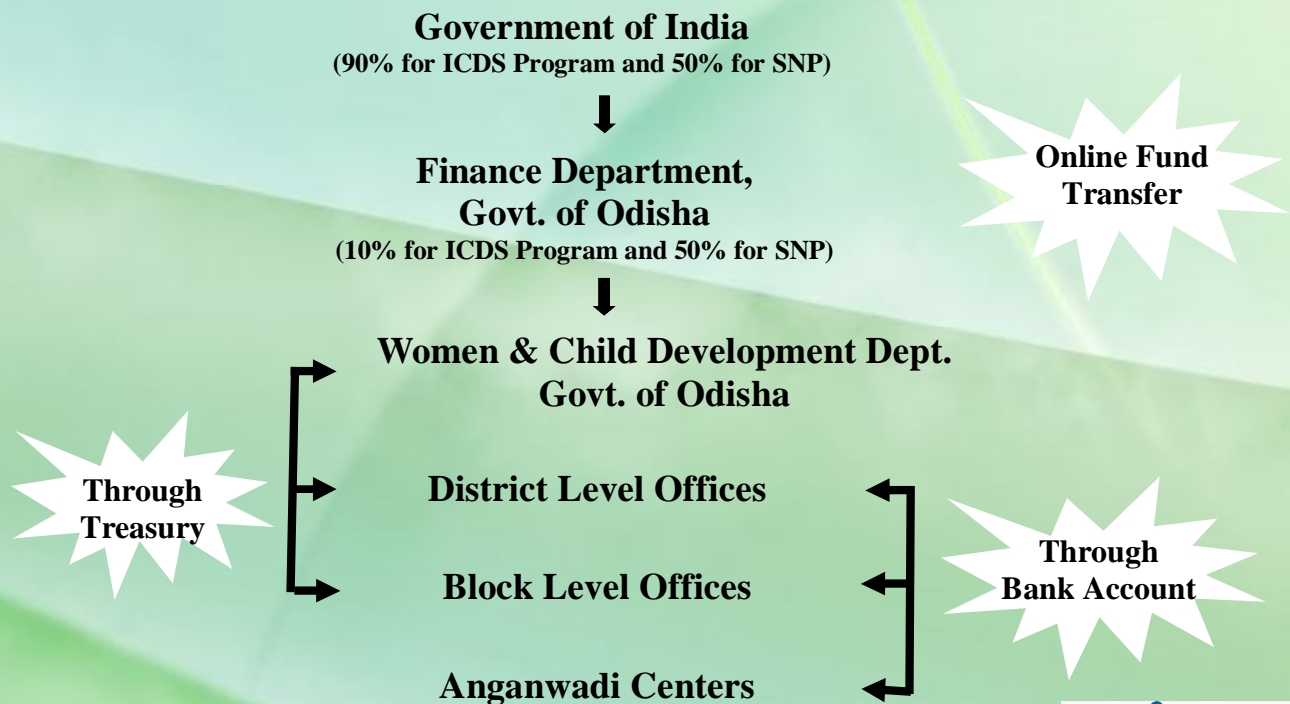 Government of India
(90% for ICDS Program and 50% for SNP)
Online Fund
Transfer
Finance Department,
Govt. of Odisha
(10% for ICDS Program and 50% for SNP)
Women & Child Development Dept.
Govt. of Odisha
Through
Treasury
District Level Offices
Through
Bank Account
Block Level Offices
Anganwadi Centers